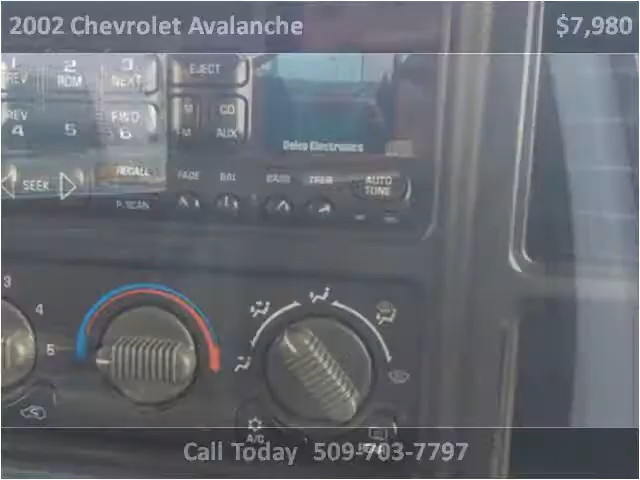 2002 Chevrolet Avalanche $7,980
1 2 3 EJECT
REV RDM NEXT
REV FWD M CD
4 5 6 FM AUX
Delco Electronics
SEEK RECALL FADE BAL BASS TREB AUTO TUNE
P.SCAN
3
4
5
A/C REAR
Call Today 509-703-7797